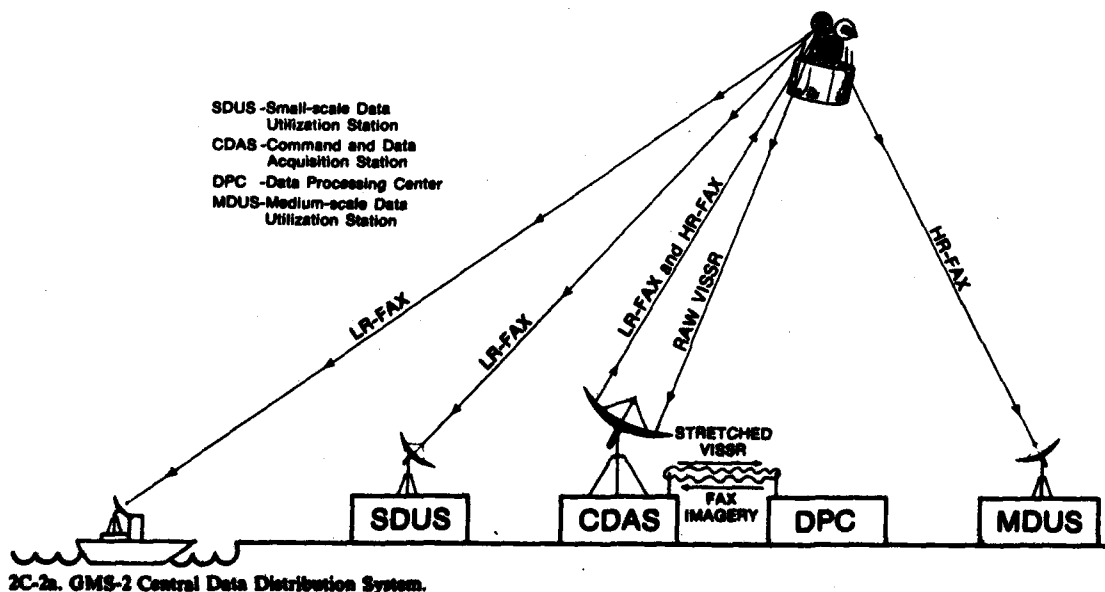 SDUS -Small-scale Data
Utilization Station
CDAS -Command and Data
Acquisition Station
DPC -Data Processing Center
MDUS-Medium-scale Data
Utilization Station
LR-FAX
LR-FAX
LR-FAX and HR-FAX
RAW VISSR
HR-FAX
STRETCHED
VISSR
FAX
IMAGERY
SDUS
CDAS
DPC
MDUS
2C-2a. GMS-2 Central Data Distribution System.